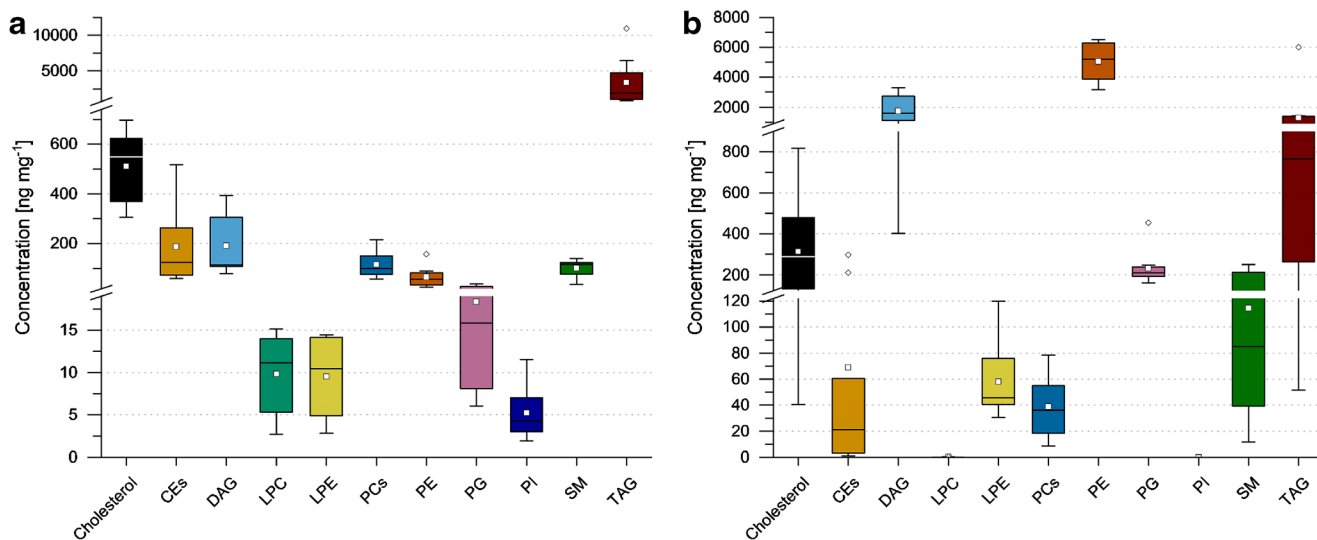 a
Concentration [ng mg⁻¹]
10000
5000
600
400
200
15
10
5
0
Cholesterol
CEs
DAG
LPC
LPE
PCs
PE
PG
PI
SM
TAG
b
Concentration [ng mg⁻¹]
8000
6000
4000
2000
800
600
400
200
120
100
80
60
40
20
0
Cholesterol
CEs
DAG
LPC
LPE
PCs
PE
PG
PI
SM
TAG